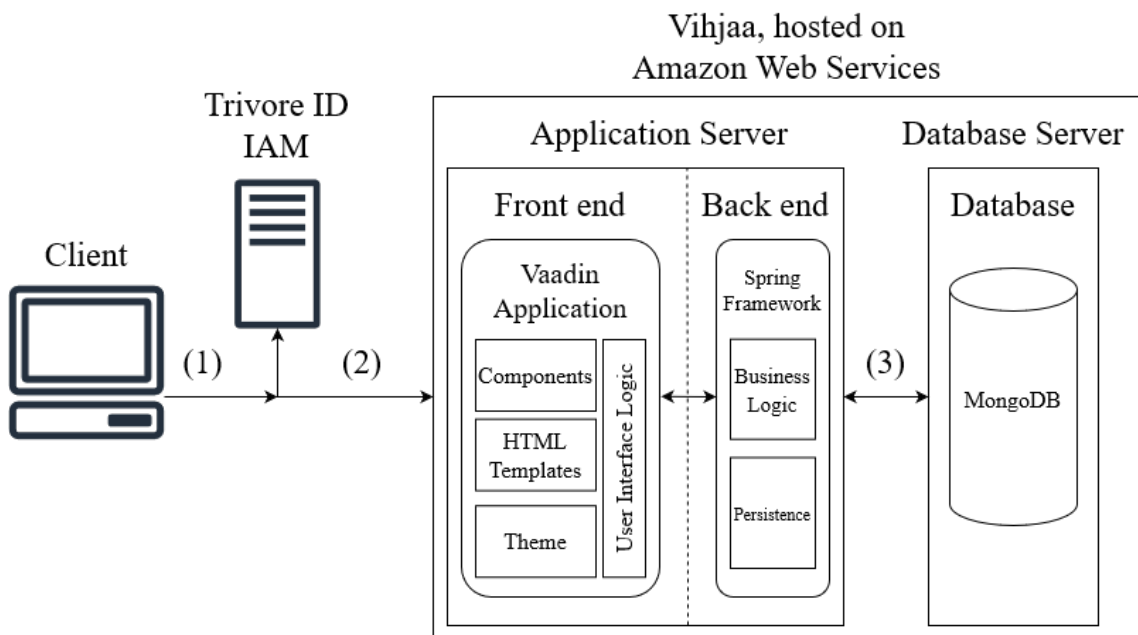 Vihjaa, hosted on
Amazon Web Services
Trivore ID
IAM
Application Server
Database Server
Front end
Back end
Database
Client
Vaadin
Application
Spring
Framework
(1)
(2)
Components
User Interface Logic
Business
Logic
(3)
MongoDB
HTML
Templates
Persistence
Theme